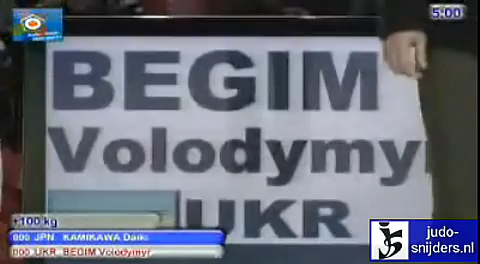 5:00
BEGIM
Volodymyr
UKR
+100 kg
000 JPN KAMIKAWA Daiki
000 UKR BEGIM Volodymyr
judo-
snijders.nl